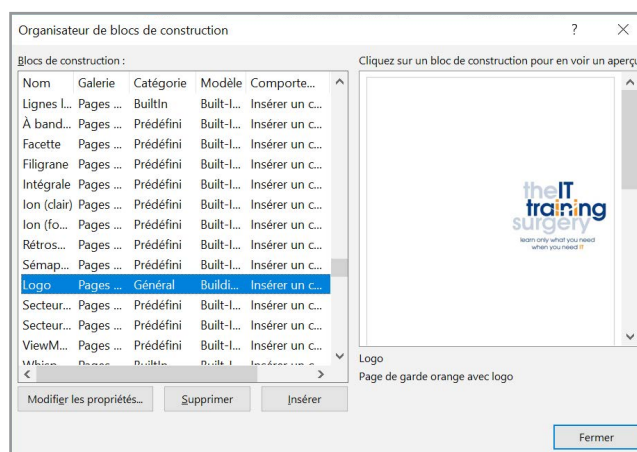 Organisateur de blocs de construction ? ×
Blocs de construction :
Nom Galerie Catégorie Modèle Comporte...
Lignes l... Pages ... BuiltIn Built-I... Insérer un c...
À band... Pages ... Prédéfini Built-I... Insérer un c...
Facette Pages ... Prédéfini Built-I... Insérer un c...
Filigrane Pages ... Prédéfini Built-I... Insérer un c...
Intégrale Pages ... Prédéfini Built-I... Insérer un c...
Ion (clair) Pages ... Prédéfini Built-I... Insérer un c...
Ion (fo... Pages ... Prédéfini Built-I... Insérer un c...
Rétros... Pages ... Prédéfini Built-I... Insérer un c...
Sémap... Pages ... Prédéfini Built-I... Insérer un c...
Logo Pages ... Général Buildi... Insérer un c...
Secteur... Pages ... Prédéfini Built-I... Insérer un c...
Secteur... Pages ... Prédéfini Built-I... Insérer un c...
ViewM... Pages ... Prédéfini Built-I... Insérer un c...
Modifier les propriétés... Supprimer Insérer
Cliquez sur un bloc de construction pour en voir un aperçu
the IT
training
surgery
learn only what you need
when you need IT
Logo
Page de garde orange avec logo
Fermer